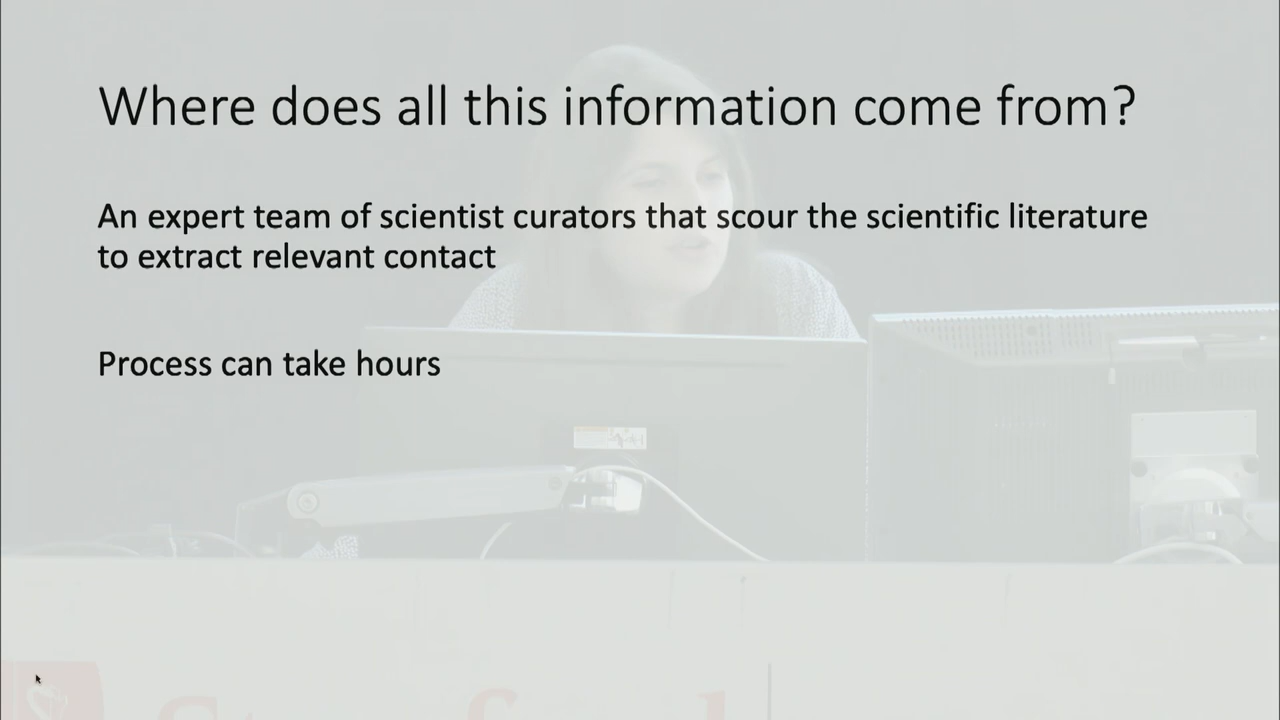 Where does all this information come from?
An expert team of scientist curators that scour the scientific literature
to extract relevant contact
Process can take hours